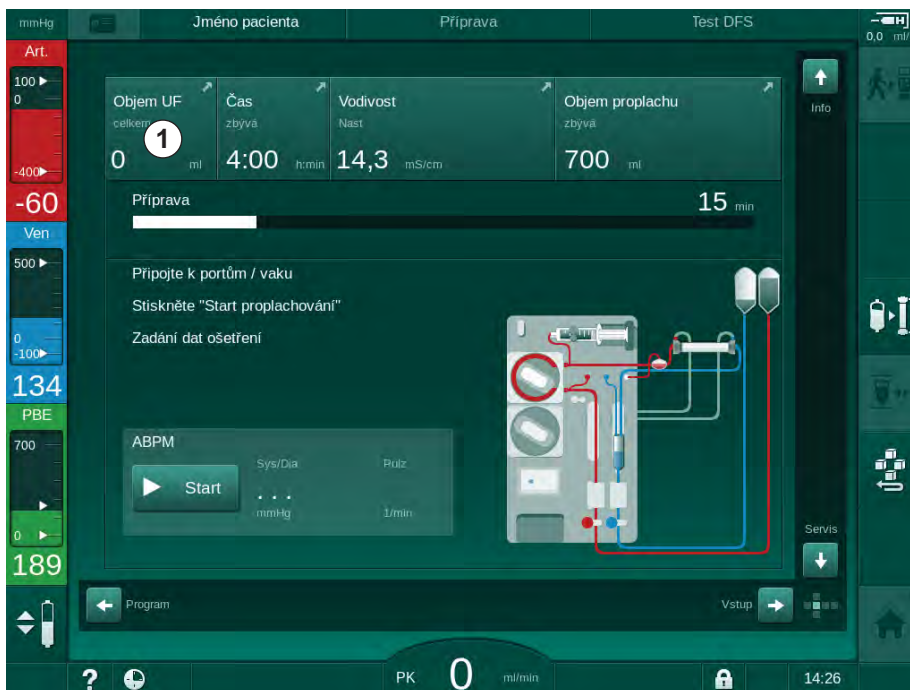 mmHg
Jméno pacienta
Příprava
Test DFS
H
0,0 ml/
Art.
100
0
-400
-60
Ven
500
0
-100
134
PBE
700
0
189
Objem UF
celkem
1
0 ml
Čas
zbývá
4:00 h:min
Vodivost
Nast
14,3 mS/cm
Objem proplachu
zbývá
700 ml
Info
Příprava
15 min
Připojte k portům / vaku
Stiskněte "Start proplachování"
Zadání dat ošetření
ABPM
Start
Sys/Dia
. . .
mmHg
Pulz
1/min
Servis
Program
Vstup
?
PK 0 ml/min
14:26